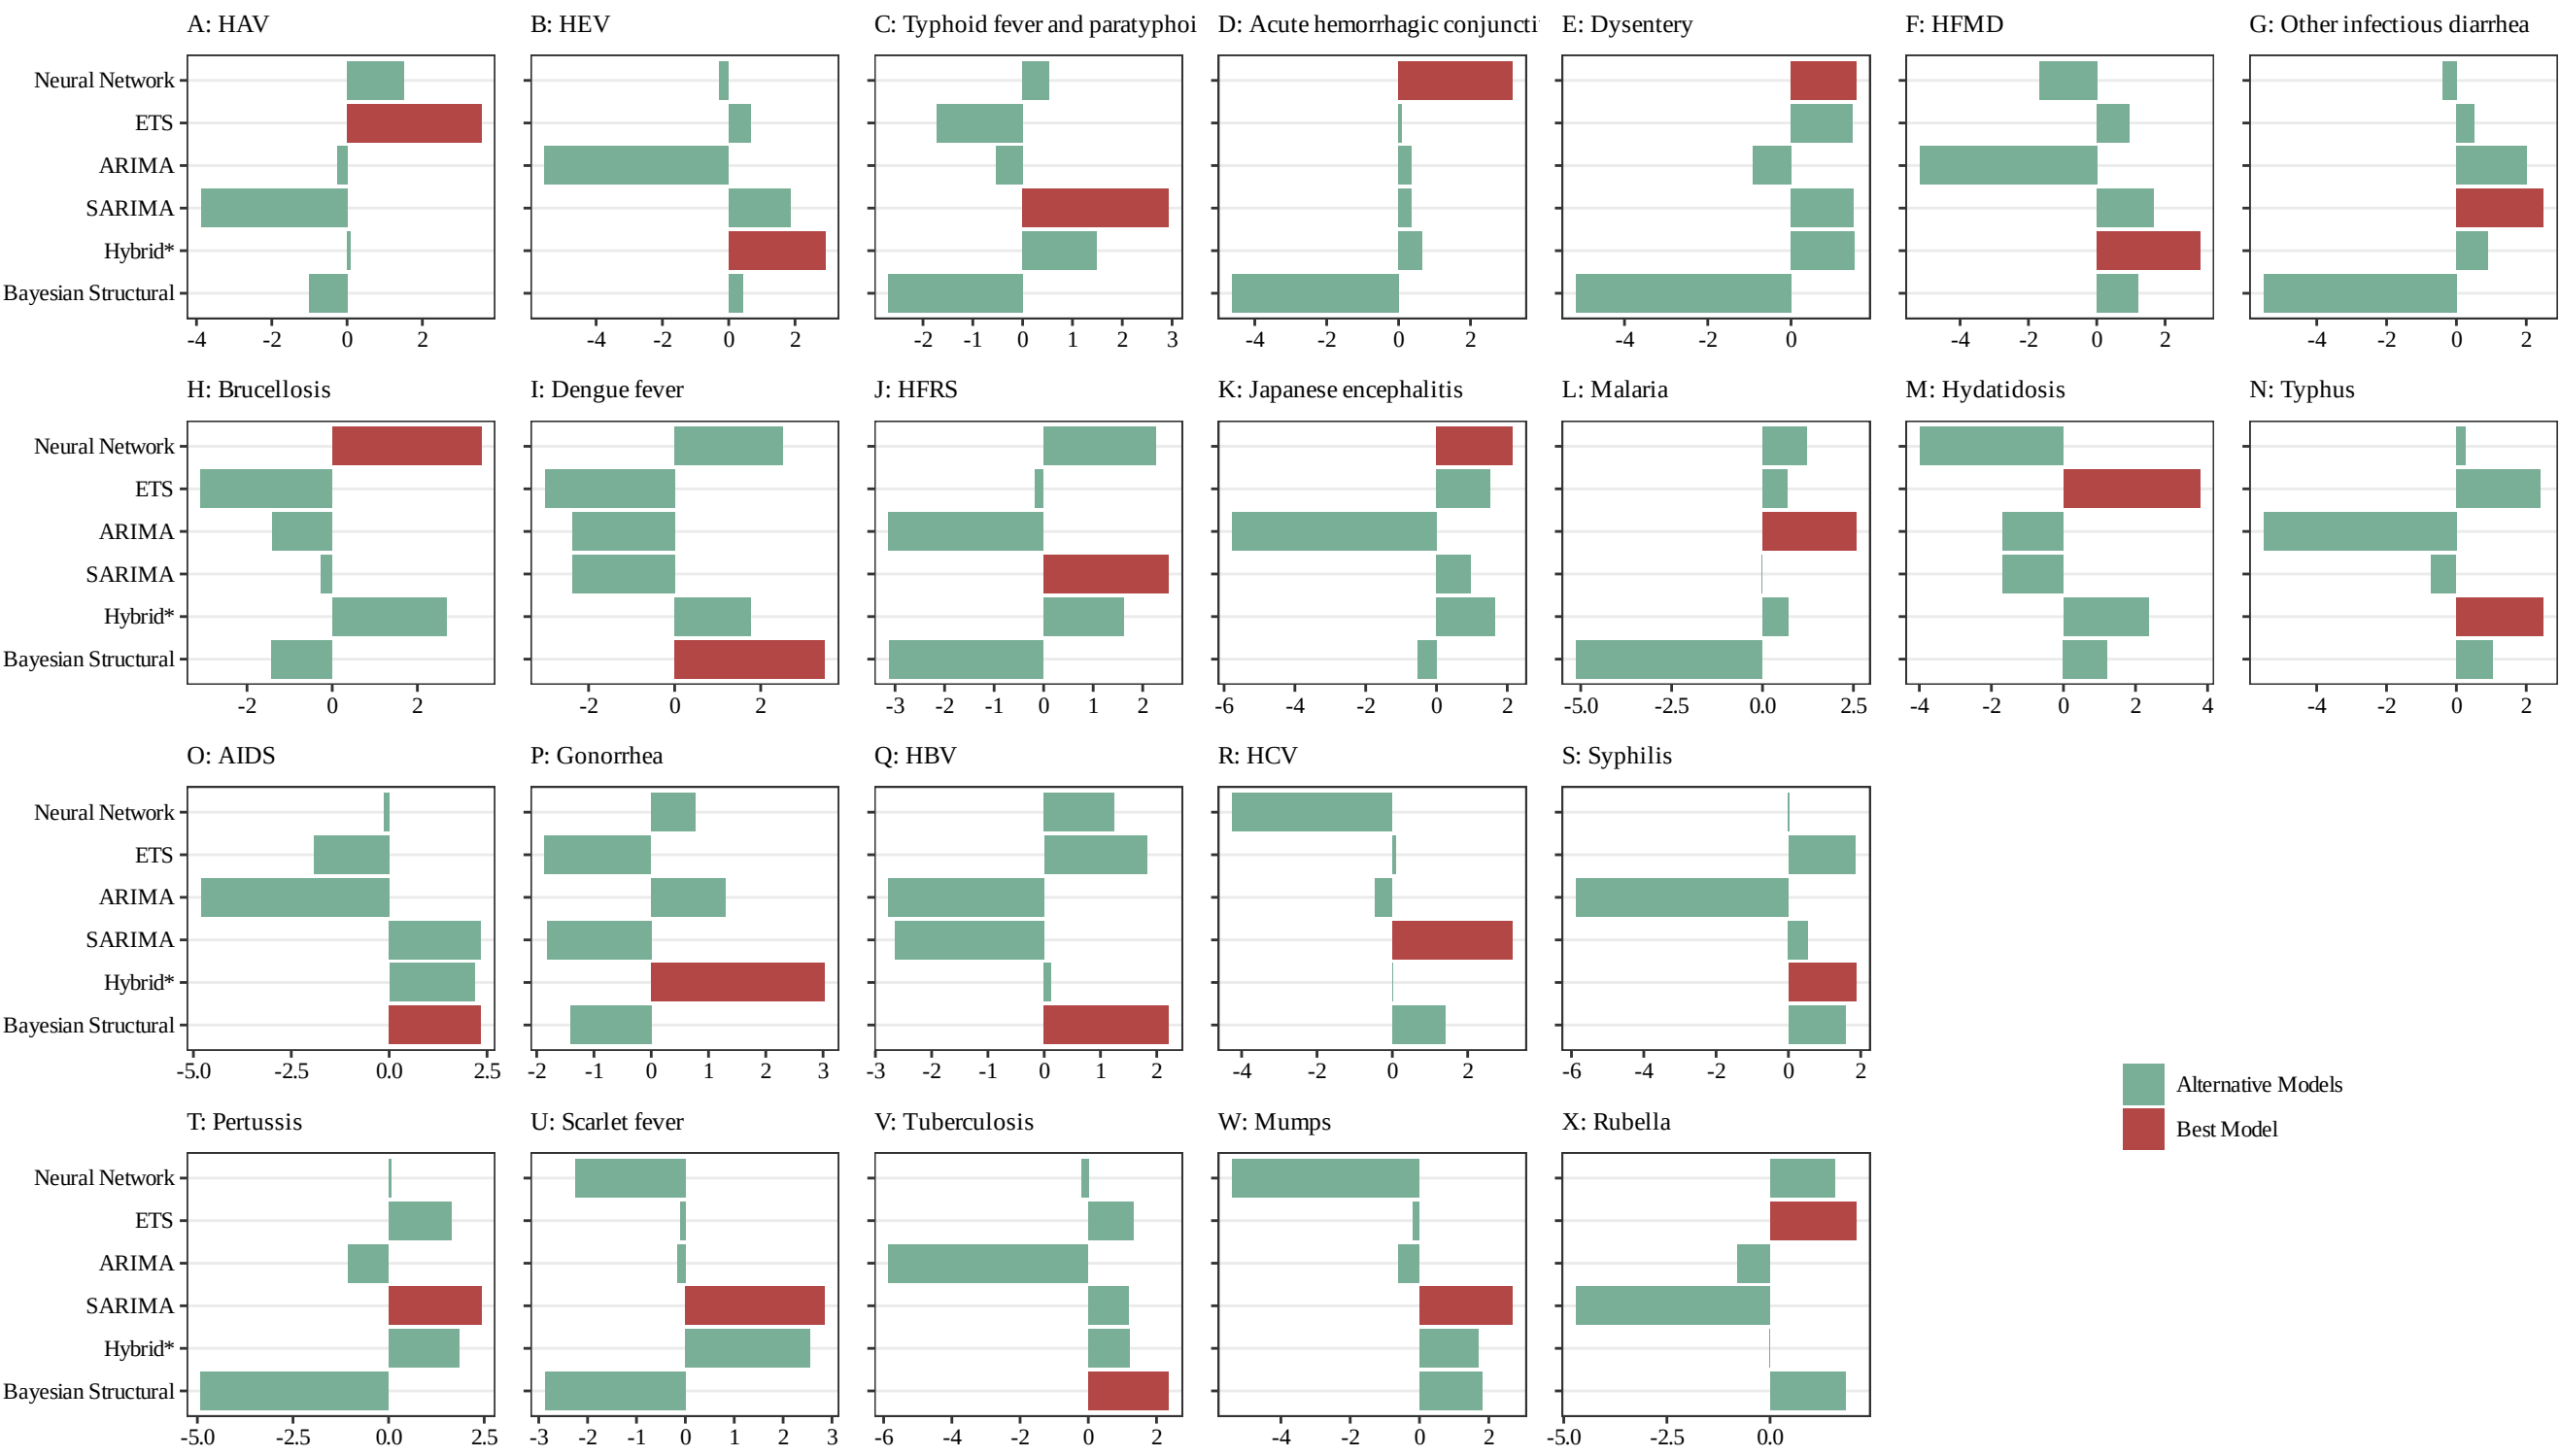 A: HAV
B: HEV
C: Typhoid fever and paratyphoi
D: Acute hemorrhagic conjuncti
E: Dysentery
F: HFMD
G: Other infectious diarrhea
Neural Network
ETS
ARIMA
SARIMA
Hybrid*
Bayesian Structural
-4 -2 0 2
-4 -2 0 2
-2 -1 0 1 2 3
-4 -2 0 2
-4 -2 0
-4 -2 0 2
-4 -2 0 2
H: Brucellosis
I: Dengue fever
J: HFRS
K: Japanese encephalitis
L: Malaria
M: Hydatidosis
N: Typhus
Neural Network
ETS
ARIMA
SARIMA
Hybrid*
Bayesian Structural
-2 0 2
-2 0 2
-3 -2 -1 0 1 2
-6 -4 -2 0 2
-5.0 -2.5 0.0 2.5
-4 -2 0 2 4
-4 -2 0 2
O: AIDS
P: Gonorrhea
Q: HBV
R: HCV
S: Syphilis
Neural Network
ETS
ARIMA
SARIMA
Hybrid*
Bayesian Structural
-5.0 -2.5 0.0 2.5
-2 -1 0 1 2 3
-3 -2 -1 0 1 2
-4 -2 0 2
-6 -4 -2 0 2
Alternative Models
Best Model
T: Pertussis
U: Scarlet fever
V: Tuberculosis
W: Mumps
X: Rubella
Neural Network
ETS
ARIMA
SARIMA
Hybrid*
Bayesian Structural
-5.0 -2.5 0.0 2.5
-3 -2 -1 0 1 2 3
-6 -4 -2 0 2
-4 -2 0 2
-5.0 -2.5 0.0